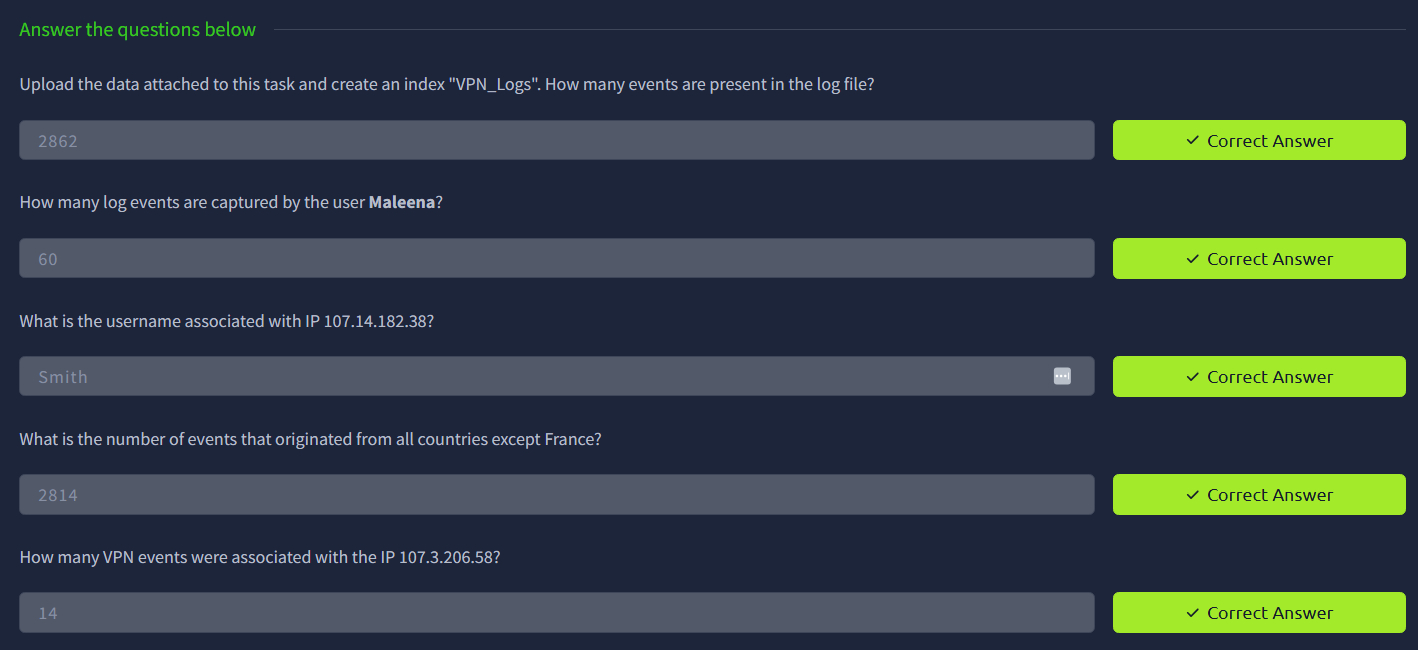 Answer the questions below
Upload the data attached to this task and create an index "VPN_Logs". How many events are present in the log file?
2862
✓ Correct Answer
How many log events are captured by the user Maleena?
60
✓ Correct Answer
What is the username associated with IP 107.14.182.38?
Smith
✓ Correct Answer
What is the number of events that originated from all countries except France?
2814
✓ Correct Answer
How many VPN events were associated with the IP 107.3.206.58?
14
✓ Correct Answer